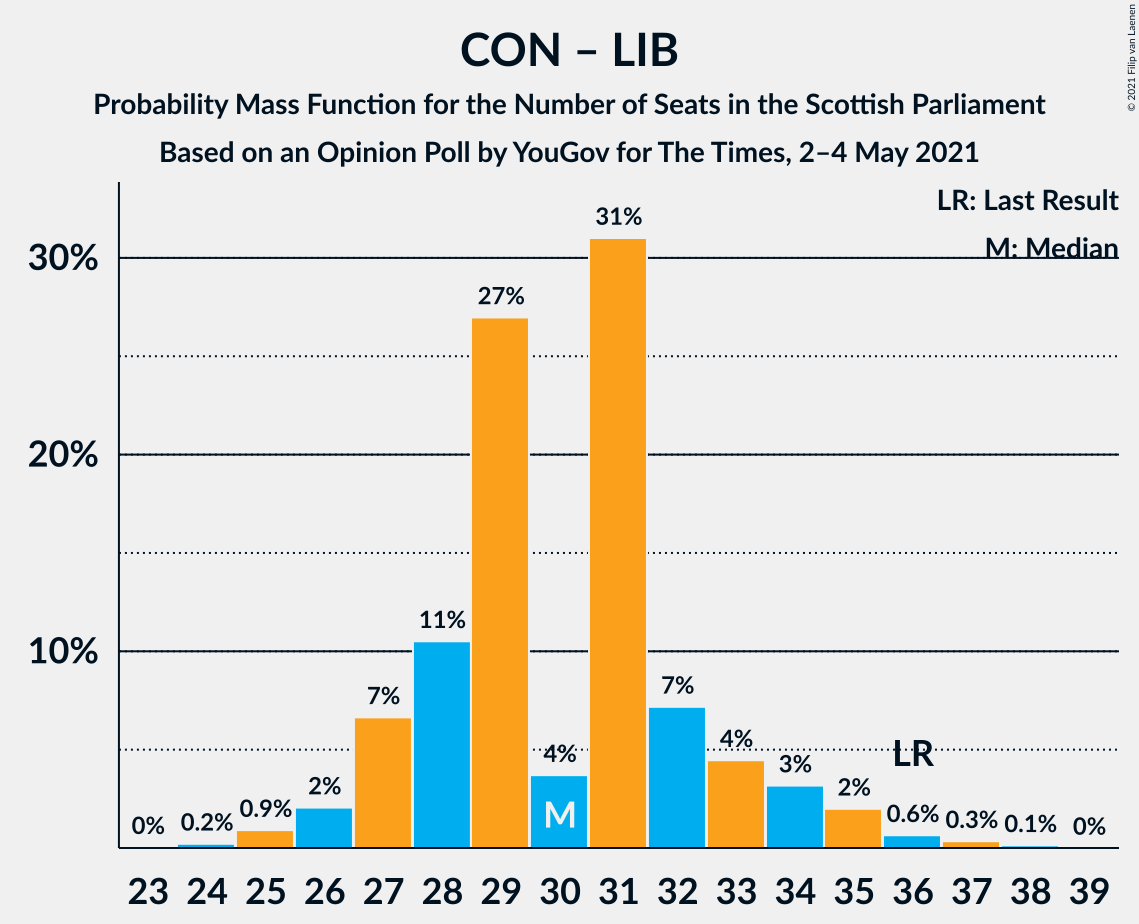 CON – LIB
Probability Mass Function for the Number of Seats in the Scottish Parliament
Based on an Opinion Poll by YouGov for The Times, 2–4 May 2021
© 2021 Filip van Laenen
LR: Last Result
M: Median
30%
20%
10%
0% 0.2% 0.9% 2% 7% 11% 27% 4% 31% 7% 4% 3% 2% 0.6% 0.3% 0.1% 0%
M
LR
23 24 25 26 27 28 29 30 31 32 33 34 35 36 37 38 39